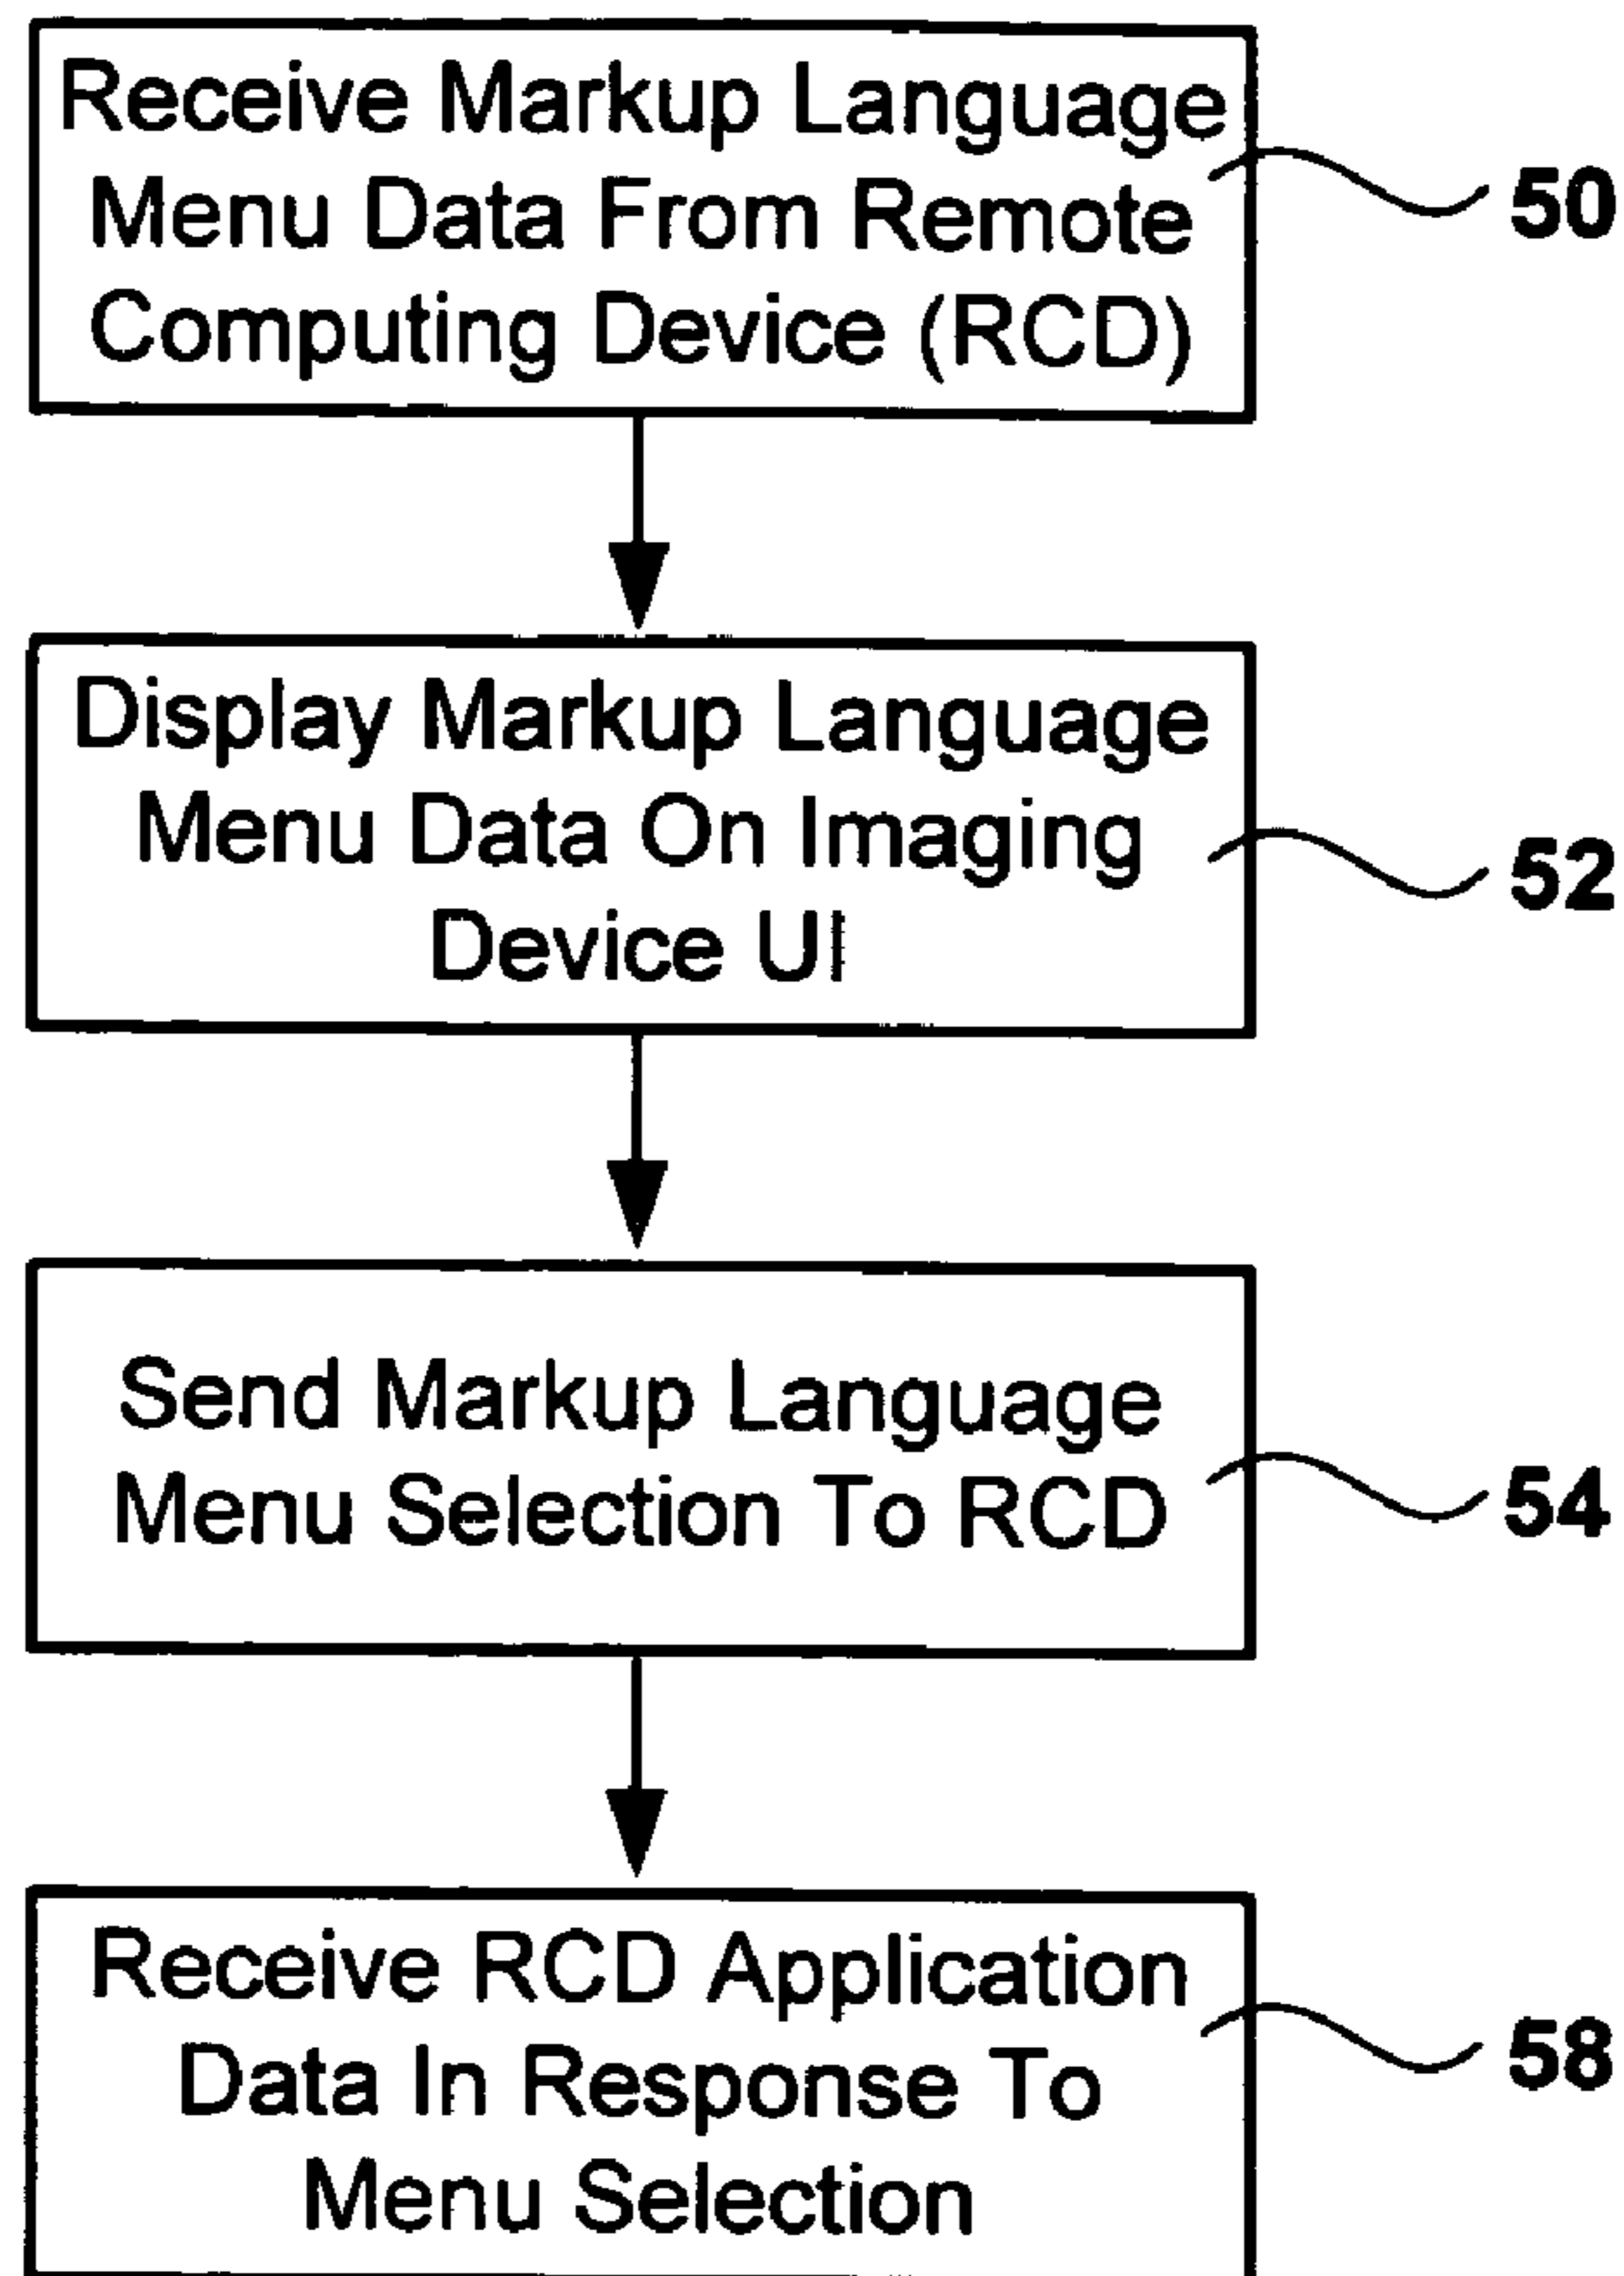 Receive Markup Language
Menu Data From Remote
Computing Device (RCD)
50
Display Markup Language
Menu Data On Imaging
Device UI
52
Send Markup Language
Menu Selection To RCD
54
Receive RCD Application
Data In Response To
Menu Selection
58